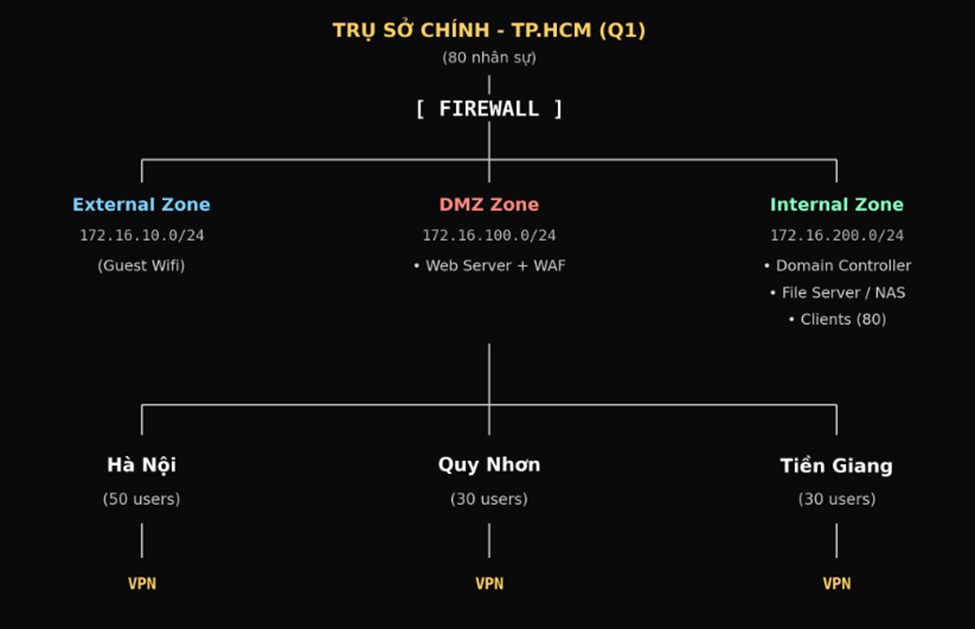 TRỤ SỞ CHÍNH - TP.HCM (Q1)
(80 nhân sự)
[ FIREWALL ]
External Zone
172.16.10.0/24
(Guest Wifi)
DMZ Zone
172.16.100.0/24
• Web Server + WAF
Internal Zone
172.16.200.0/24
• Domain Controller
• File Server / NAS
• Clients (80)
Hà Nội
(50 users)
VPN
Quy Nhơn
(30 users)
VPN
Tiền Giang
(30 users)
VPN